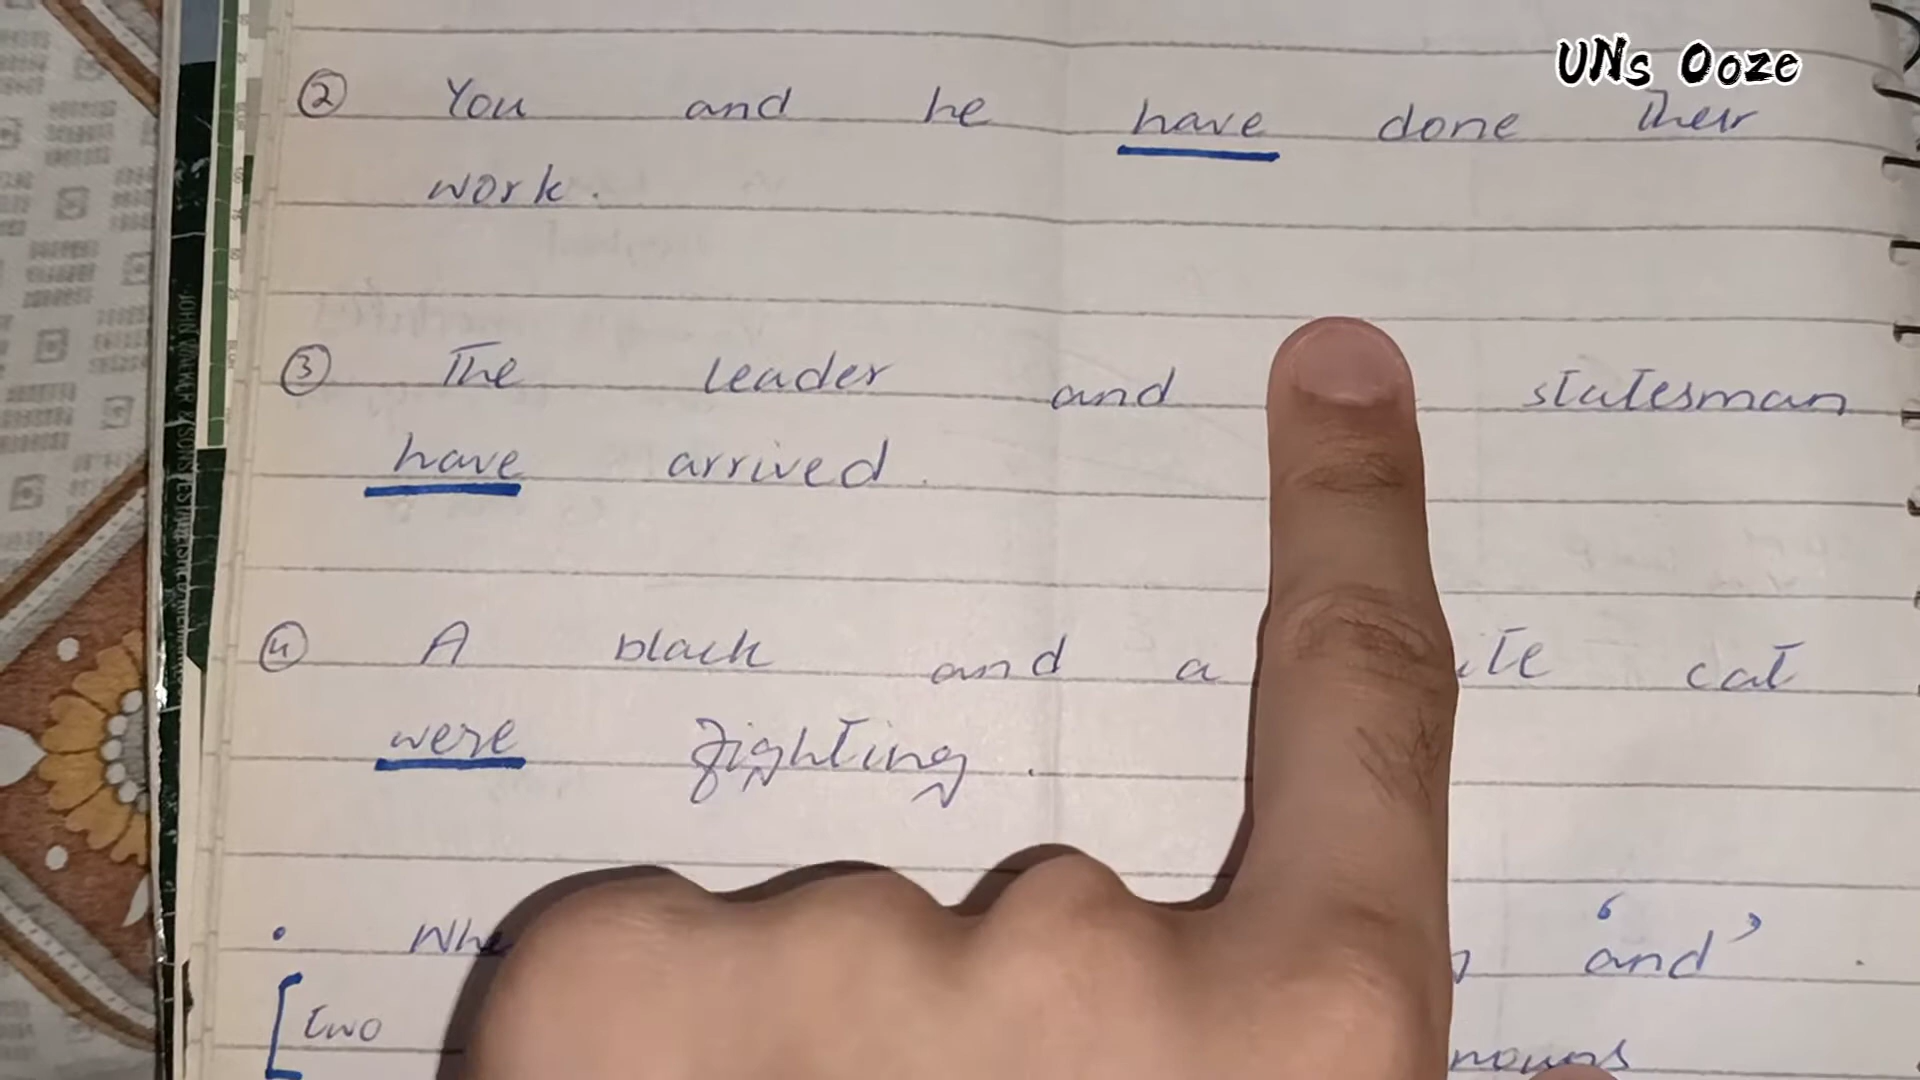 UNs Ooze
② You and he have done their
work.
③ The leader and statesman
have arrived.
④ A black and a cat
were fighting.
• 'and'.
two nouns